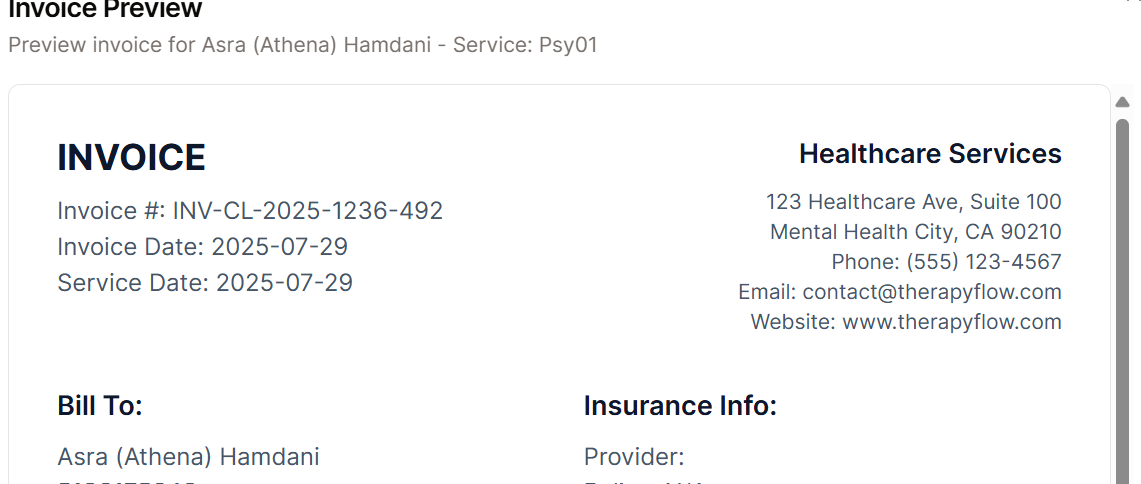 Invoice Preview
Preview invoice for Asra (Athena) Hamdani - Service: Psy01
INVOICE
Invoice #: INV-CL-2025-1236-492
Invoice Date: 2025-07-29
Service Date: 2025-07-29
Healthcare Services
123 Healthcare Ave, Suite 100
Mental Health City, CA 90210
Phone: (555) 123-4567
Email: contact@therapyflow.com
Website: www.therapyflow.com
Bill To:
Asra (Athena) Hamdani
Insurance Info:
Provider: